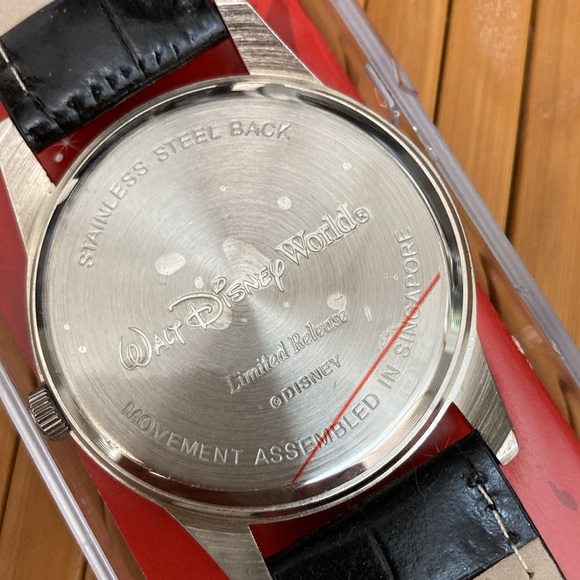 STAINLESS STEEL BACK
WALT DISNEY World®
Limited Release
©DISNEY
MOVEMENT ASSEMBLED IN SINGAPORE